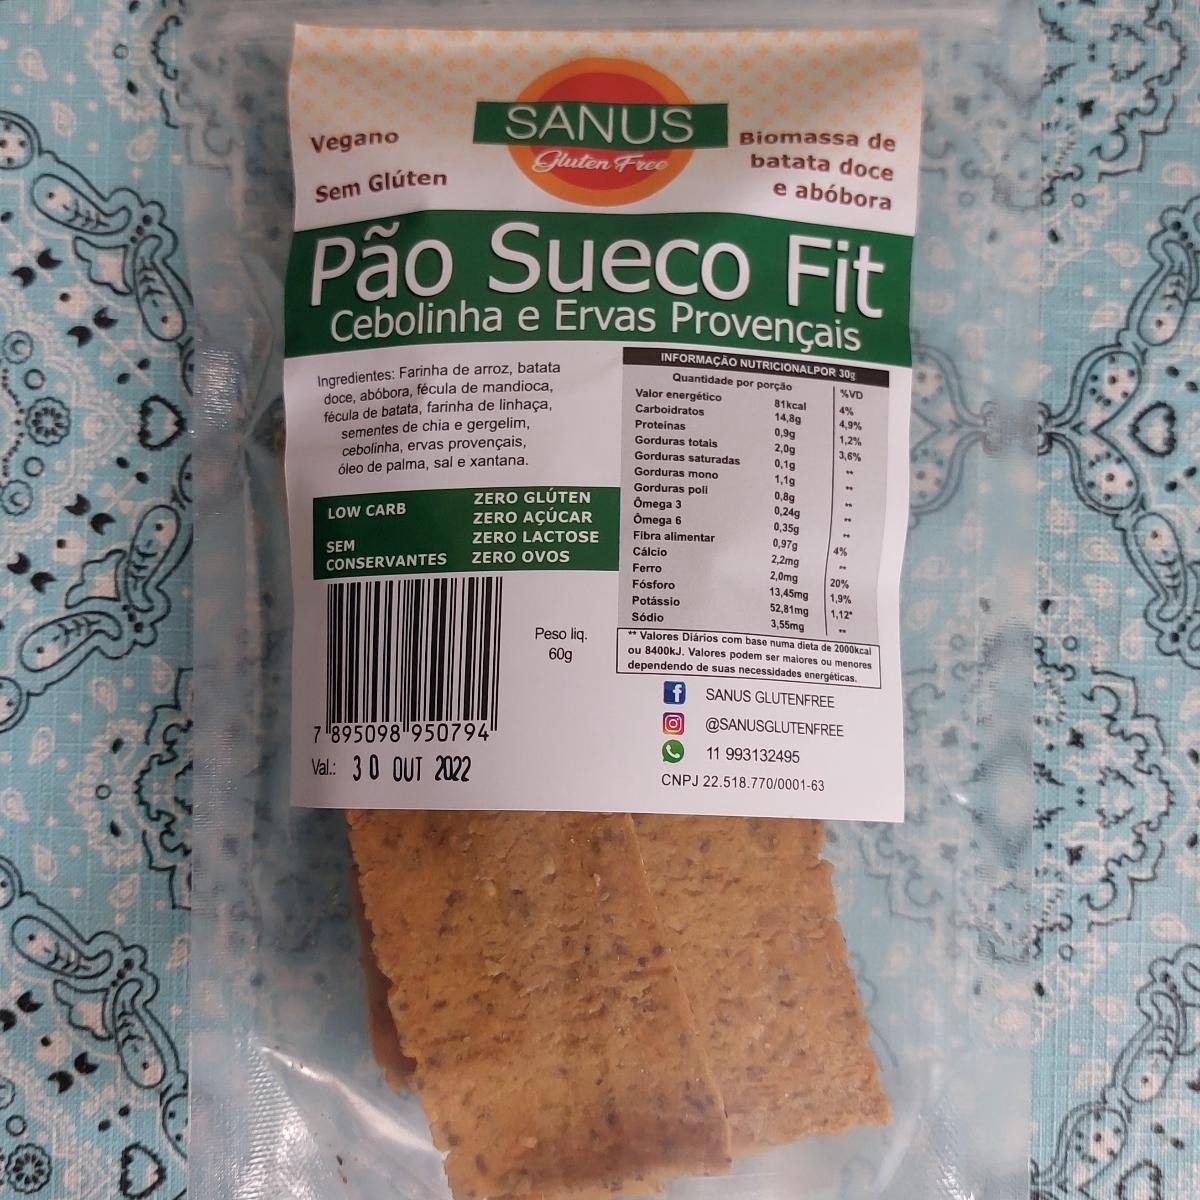 SANUS
Gluten Free
Vegano
Sem Glúten
Biomassa de
batata doce
e abóbora
Pão Sueco Fit
Cebolinha e Ervas Provençais
Ingredientes: Farinha de arroz, batata
doce, abóbora, fécula de mandioca,
fécula de batata, farinha de linhaça,
sementes de chia e gergelim,
cebolinha, ervas provençais,
óleo de palma, sal e xantana.
LOW CARB
SEM
CONSERVANTES
ZERO GLÚTEN
ZERO AÇÚCAR
ZERO LACTOSE
ZERO OVOS
INFORMAÇÃO NUTRICIONALPOR 30g
Quantidade por porção %VD
Valor energético 81kcal 4%
Carboidratos 14,8g 4,9%
Proteínas 0,9g 1,2%
Gorduras totais 2,0g 3,6%
Gorduras saturadas 0,1g **
Gorduras mono 1,1g **
Gorduras poli 0,8g **
Ômega 3 0,24g **
Ômega 6 0,35g **
Fibra alimentar 0,97g 4%
Cálcio 2,2mg **
Ferro 2,0mg 20%
Fósforo 13,45mg 1,9%
Potássio 52,81mg 1,12*
Sódio 3,55mg **
** Valores Diários com base numa dieta de 2000kcal
ou 8400kJ. Valores podem ser maiores ou menores
dependendo de suas necessidades energéticas.
Peso liq.
60g
7 895098 950794
Val.: 30 OUT 2022
SANUS GLUTENFREE
@SANUSGLUTENFREE
11 993132495
CNPJ 22.518.770/0001-63